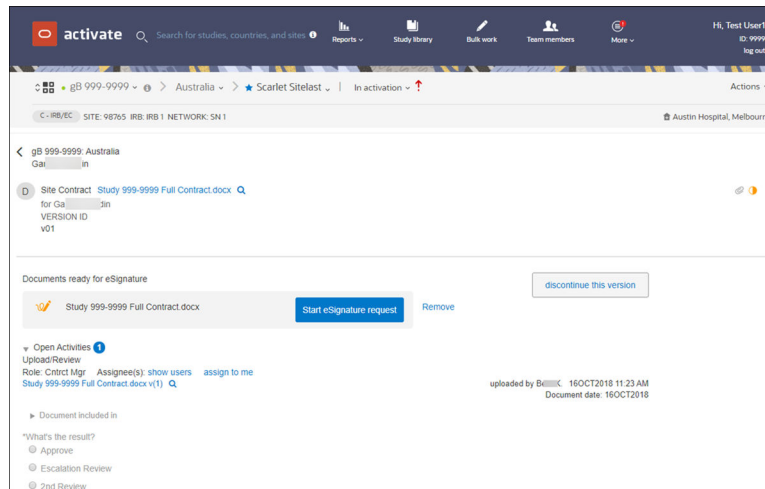 activate
Search for studies, countries, and sites
Reports
Study library
Bulk work
Team members
More
Hi, Test User1
ID: 9999
log out
gB 999-9999
Australia
Scarlet Sitelast
In activation
Actions
C - IRB/EC
SITE: 98765 IRB: IRB 1 NETWORK: SN 1
Austin Hospital, Melbourn
gB 999-9999: Australia
Gar in
D
Site Contract Study 999-9999 Full Contract.docx
for Ga din
VERSION ID
v01
Documents ready for eSignature
discontinue this version
Study 999-9999 Full Contract.docx
Start eSignature request
Remove
Open Activities 1
Upload/Review
Role: Cntrct Mgr Assignee(s): show users assign to me
Study 999-9999 Full Contract.docx v(1)
uploaded by Be K. 16OCT2018 11:23 AM
Document date: 16OCT2018
Document included in
*What's the result?
Approve
Escalation Review
2nd Review